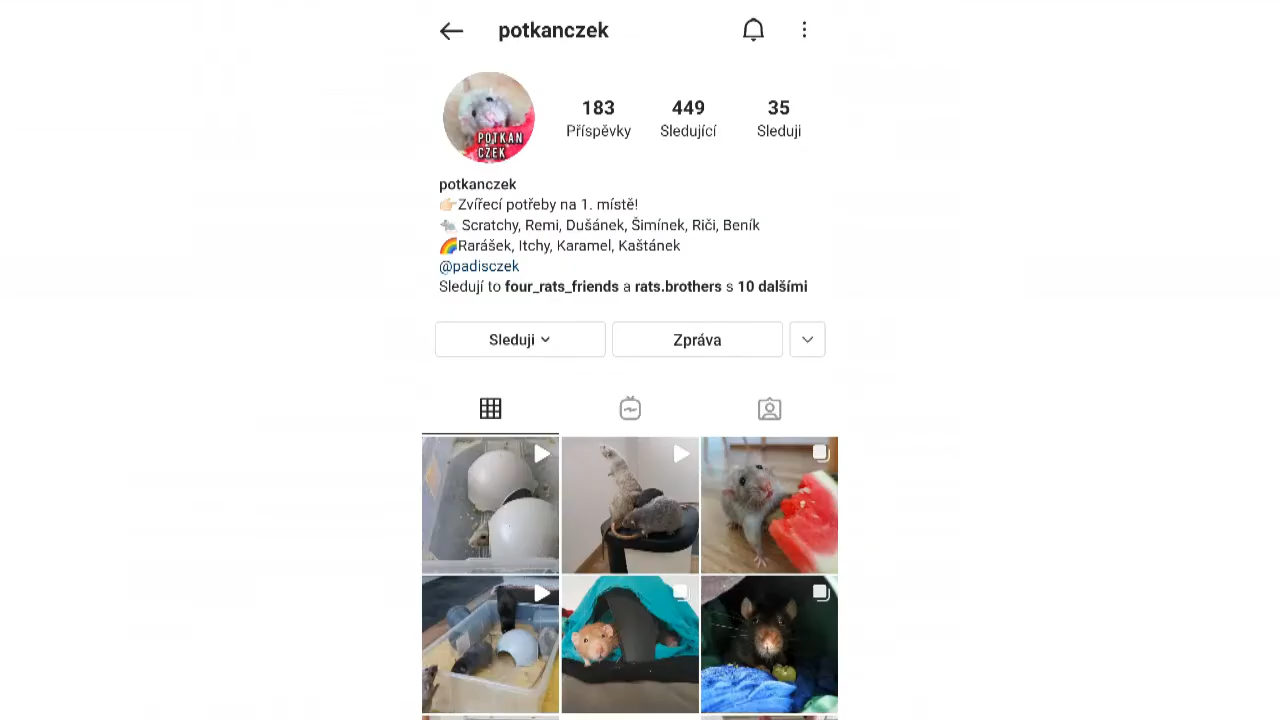 potkanczek
183
449
35
Příspěvky
Sledující
Sleduji
POTKAN
CZEK
potkanczek
👉🏻Zvířecí potřeby na 1. místě!
🐀 Scratchy, Remi, Dušánek, Šimínek, Riči, Beník
🌈Rarášek, Itchy, Karamel, Kaštánek
@padisczek
Sledují to four_rats_friends a rats.brothers s 10 dalšími
Sleduji
Zpráva